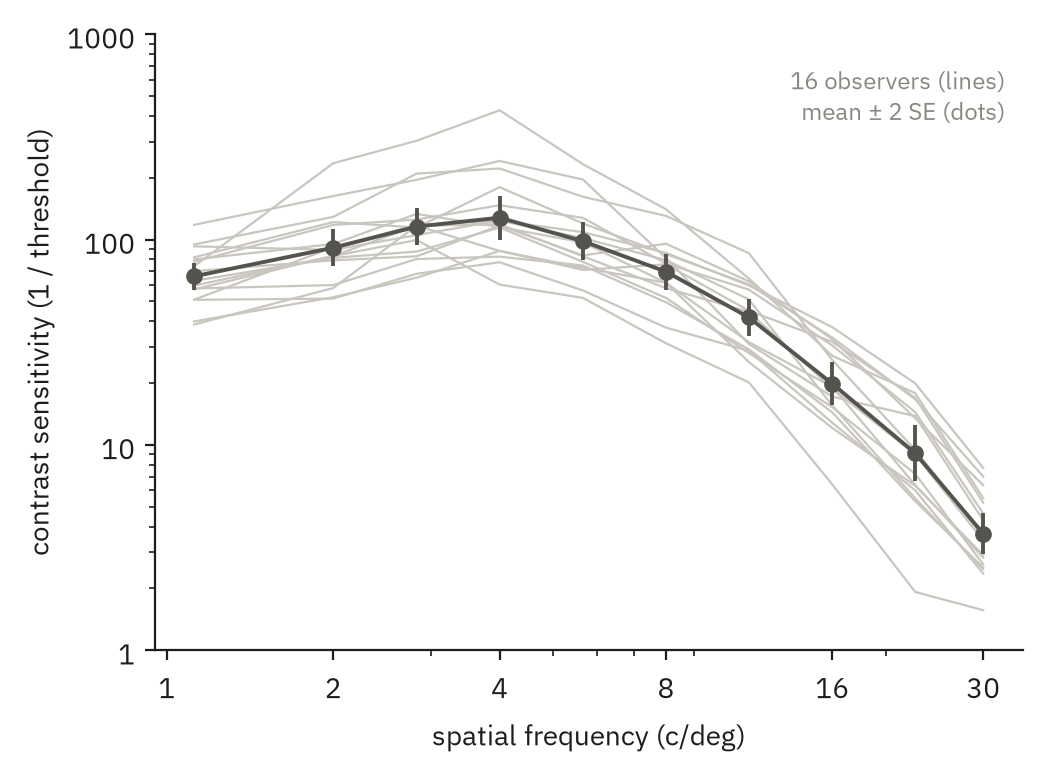 1000
100
10
1
contrast sensitivity (1 / threshold)
16 observers (lines)
mean ± 2 SE (dots)
1 2 4 8 16 30
spatial frequency (c/deg)